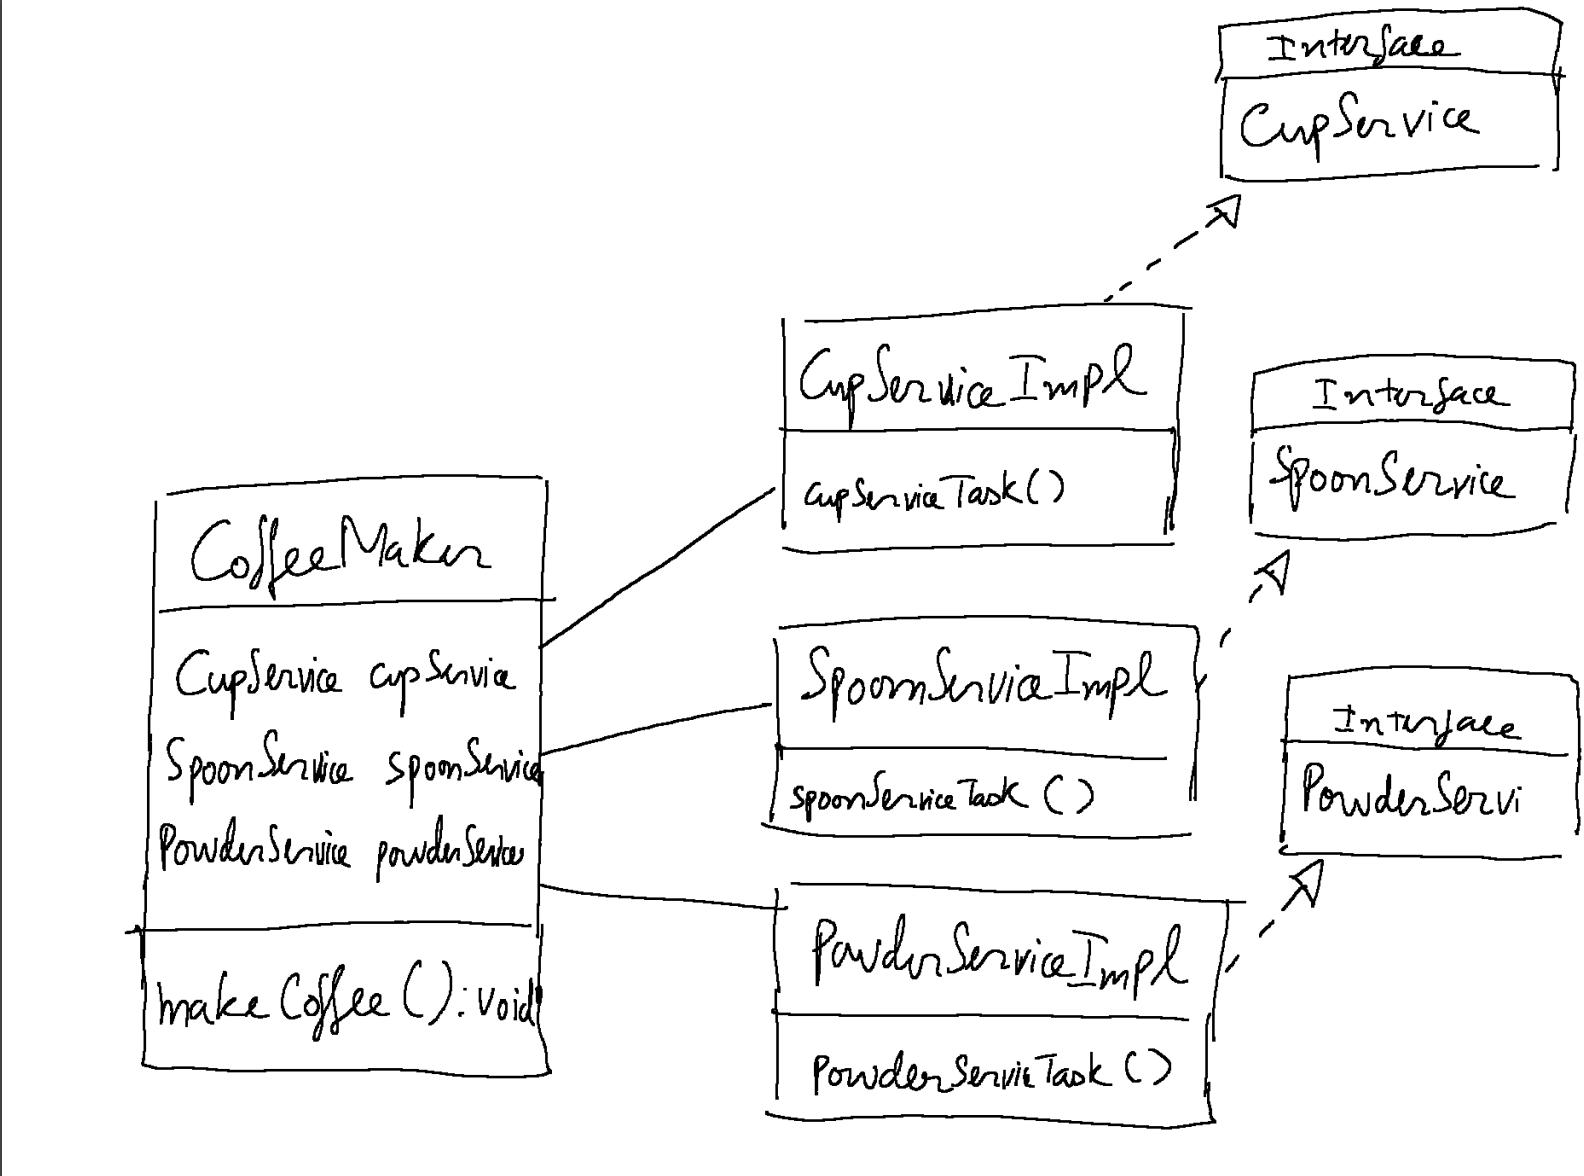 Interface
CupService
CupServiceImpl
cupServiceTask()
Interface
SpoonService
CoffeeMaker
CupService cupService
SpoonService spoonService
PowderService powderService
makeCoffee():void
SpoonServiceImpl
spoonServiceTask()
Interface
PowderServi
PowderServiceImpl
PowderServiceTask()